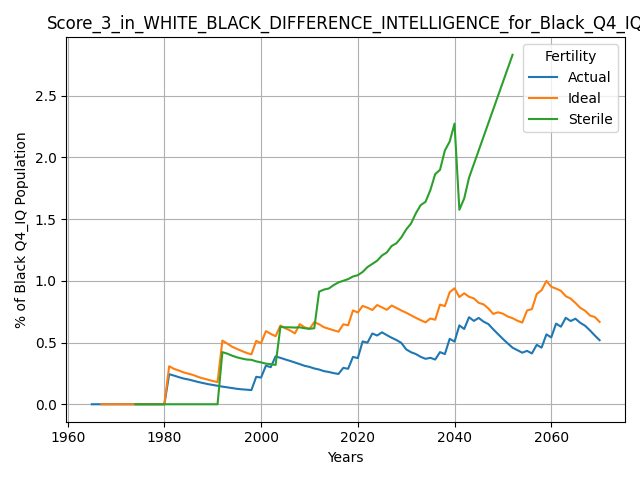 Score_3_in_WHITE_BLACK_DIFFERENCE_INTELLIGENCE_for_Black_Q4_IQ
Fertility
Actual
Ideal
Sterile
% of Black Q4_IQ Population
2.5
2.0
1.5
1.0
0.5
0.0
1960 1980 2000 2020 2040 2060
Years